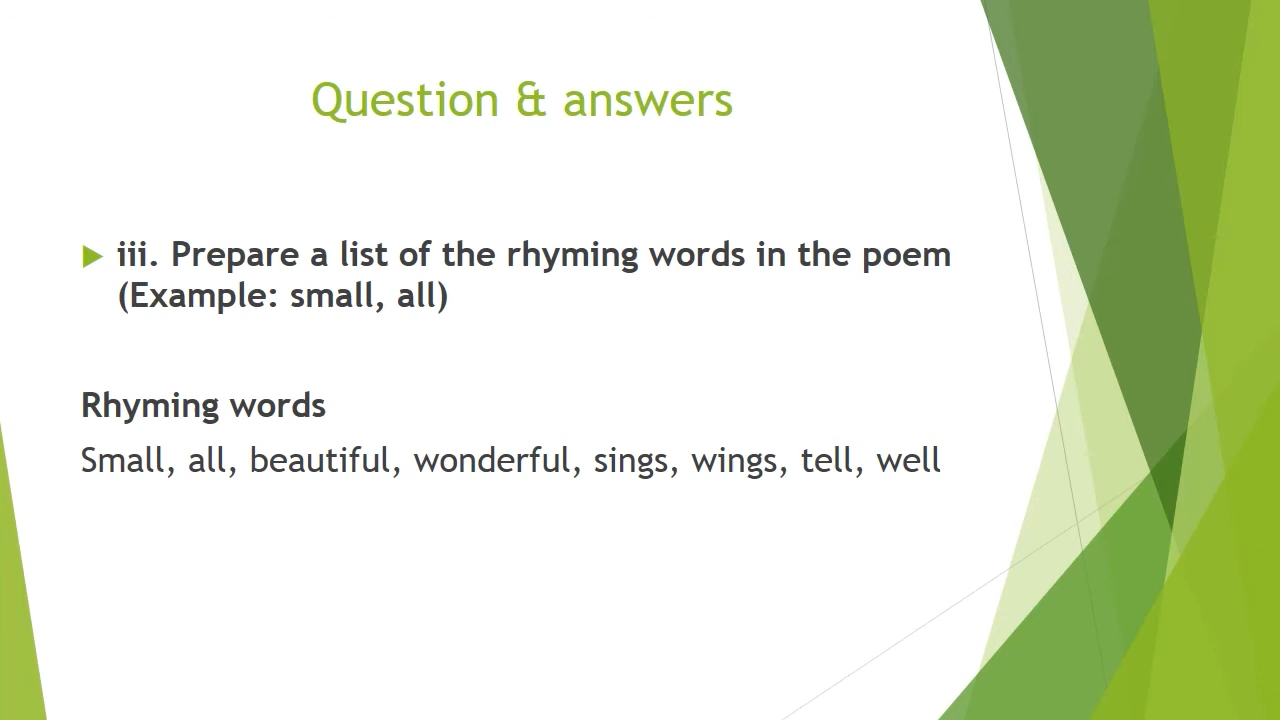 Question & answers
iii. Prepare a list of the rhyming words in the poem
(Example: small, all)
Rhyming words
Small, all, beautiful, wonderful, sings, wings, tell, well